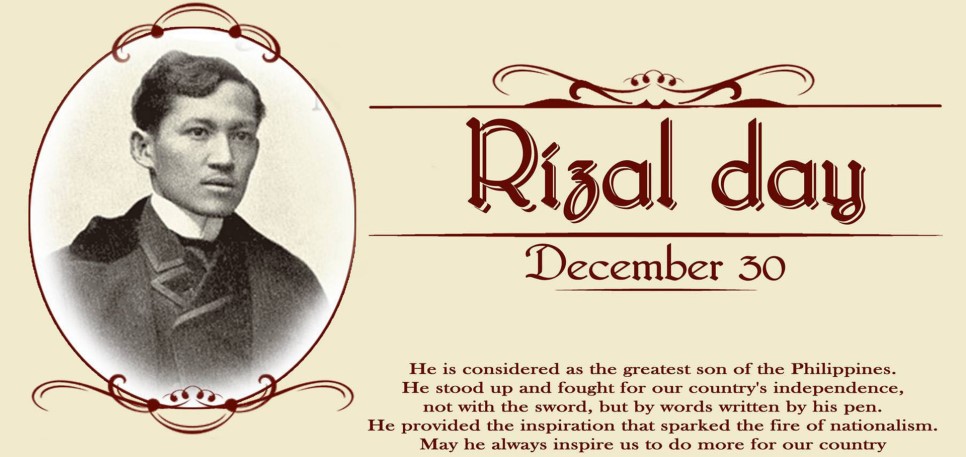 Rizal day
December 30
He is considered as the greatest son of the Philippines.
He stood up and fought for our country's independence,
not with the sword, but by words written by his pen.
He provided the inspiration that sparked the fire of nationalism.
May he always inspire us to do more for our country